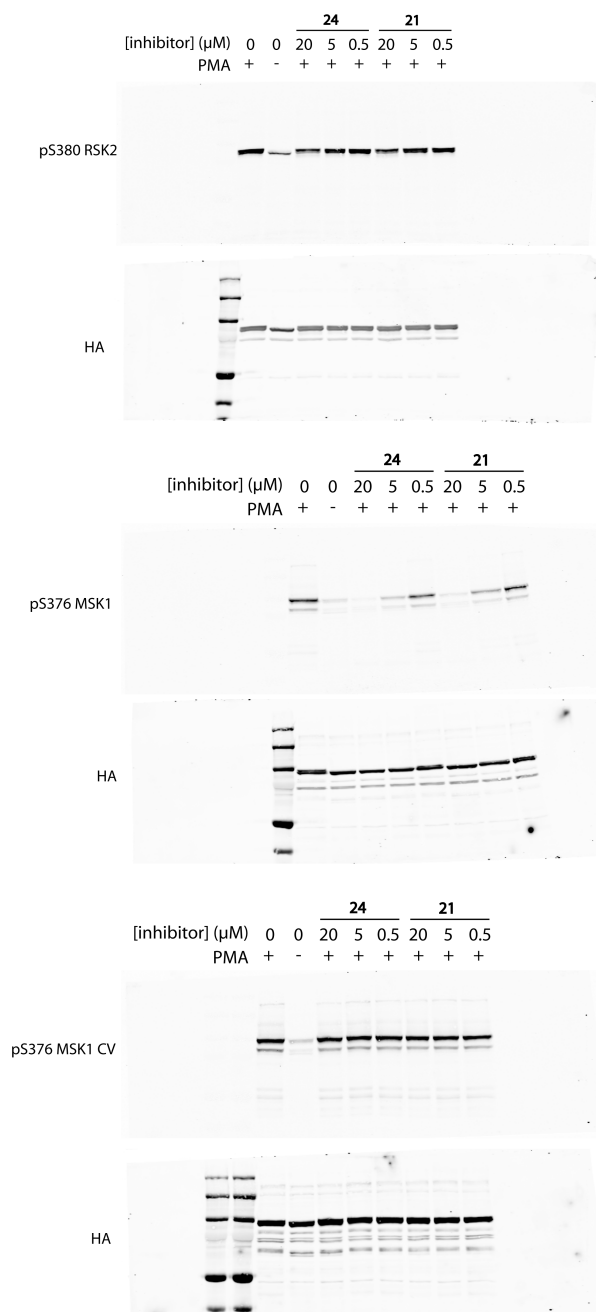 24 21
[inhibitor] (μM) 0 0 20 5 0.5 20 5 0.5
PMA + - + + + + + +
pS380 RSK2
HA
24 21
[inhibitor] (μM) 0 0 20 5 0.5 20 5 0.5
PMA + - + + + + + +
pS376 MSK1
HA
24 21
[inhibitor] (μM) 0 0 20 5 0.5 20 5 0.5
PMA + - + + + + + +
pS376 MSK1 CV
HA